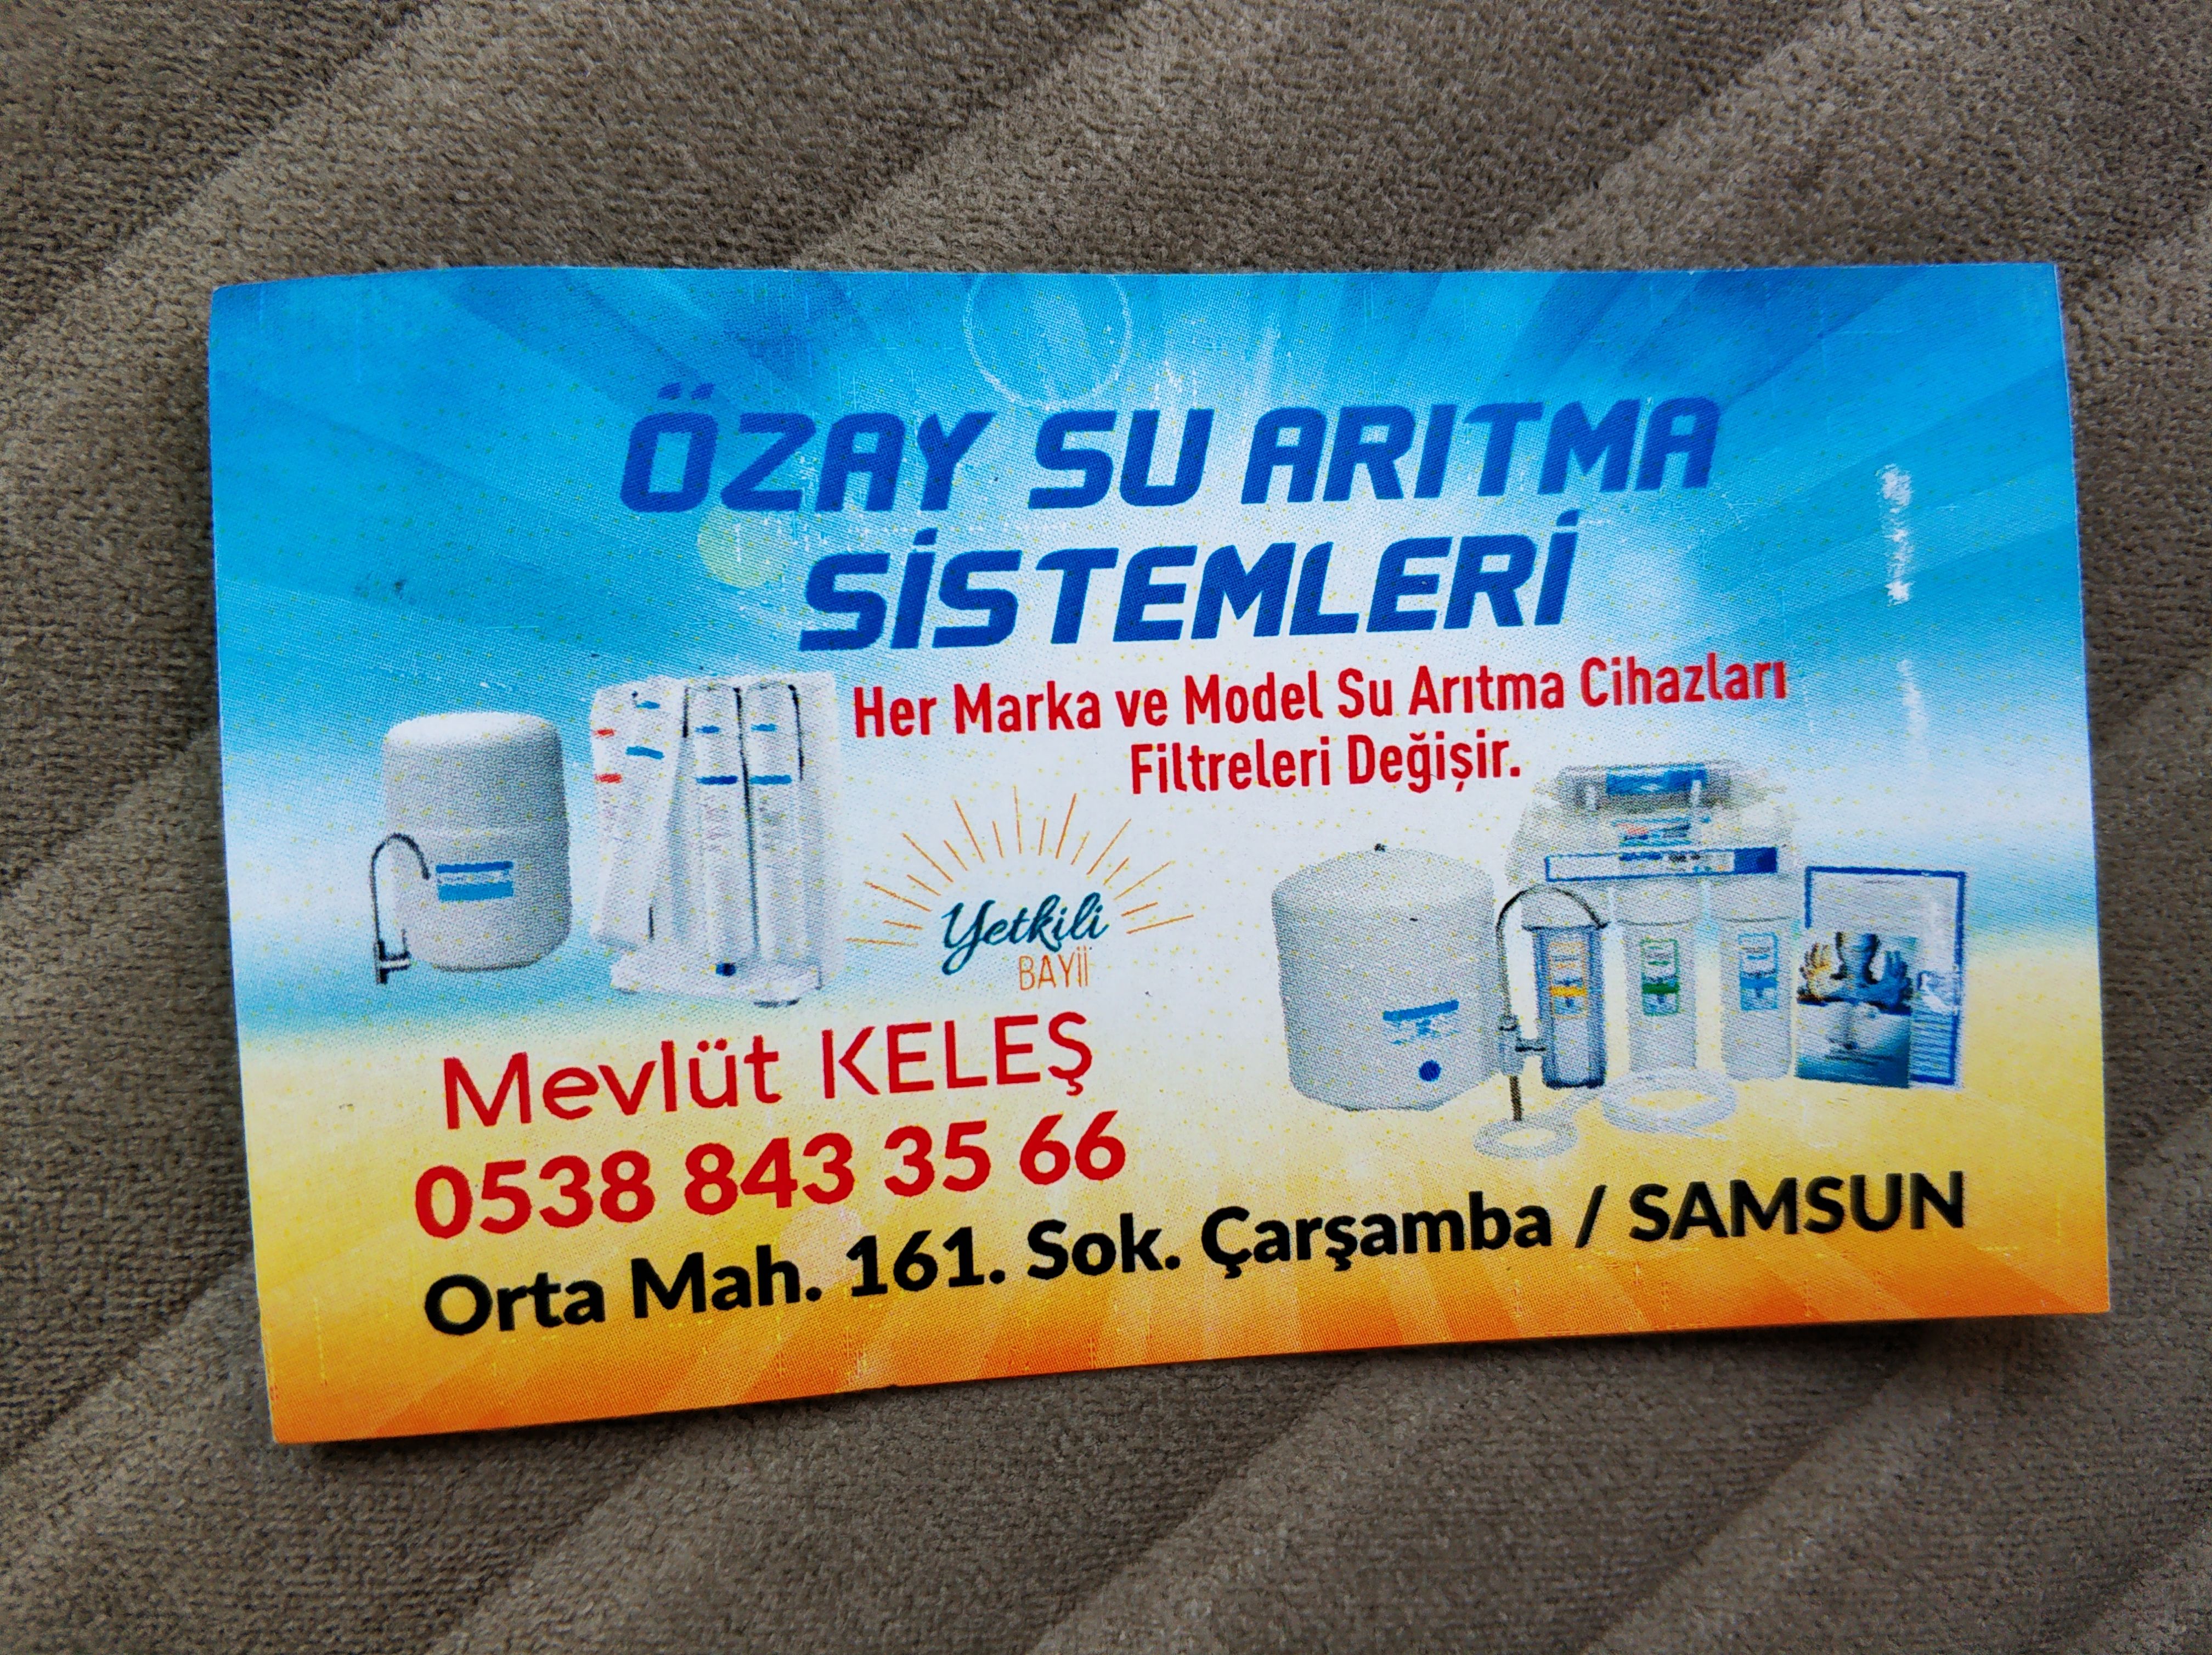 ÖZAY SU ARITMA
SİSTEMLERİ
Her Marka ve Model Su Arıtma Cihazları
Filtreleri Değişir.
Yetkili
BAYİİ
Mevlüt KELEŞ
0538 843 35 66
Orta Mah. 161. Sok. Çarşamba / SAMSUN